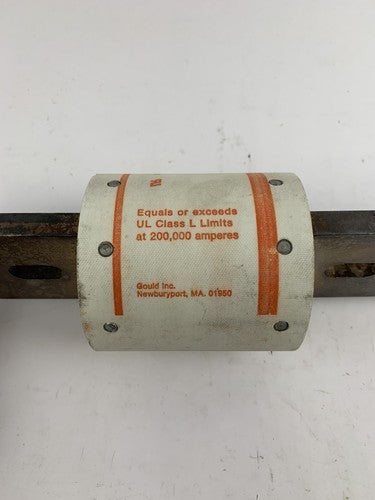 Equals or exceeds
UL Class L Limits
at 200,000 amperes
Gould Inc.
Newburyport, MA. 01950